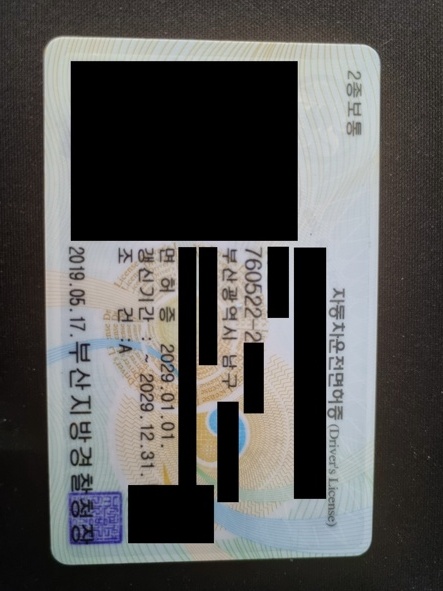 2종보통
자동차운전면허증 (Driver's License)
760522-2
부산광역시 남구
면 허 증 2029.01.01.
갱신기간 : ~ 2029.12.31.
조 건 : A
2019.05.17 부산지방경찰청장